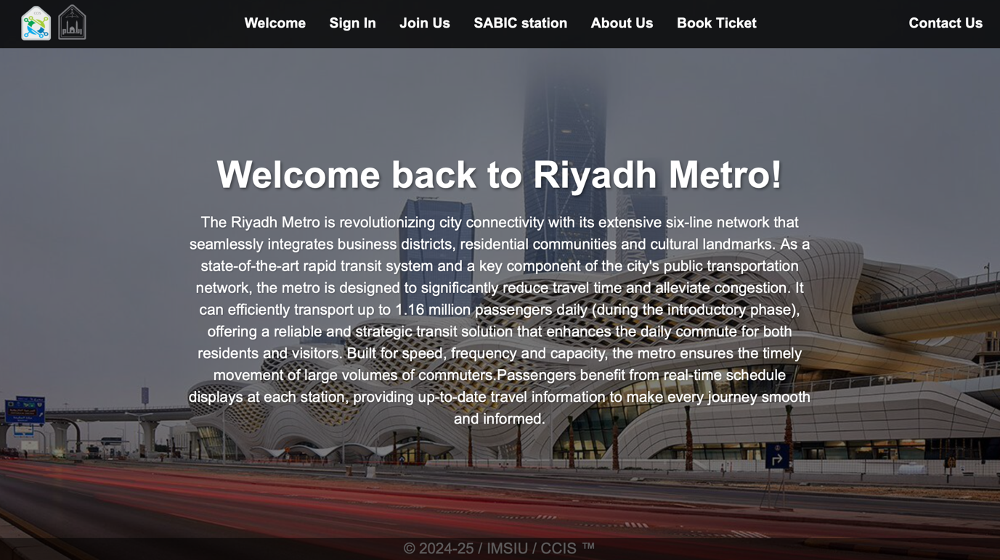 CCIS
Welcome Sign In Join Us SABIC station About Us Book Ticket Contact Us
Welcome back to Riyadh Metro!
The Riyadh Metro is revolutionizing city connectivity with its extensive six-line network that
seamlessly integrates business districts, residential communities and cultural landmarks. As a
state-of-the-art rapid transit system and a key component of the city's public transportation
network, the metro is designed to significantly reduce travel time and alleviate congestion. It
can efficiently transport up to 1.16 million passengers daily (during the introductory phase),
offering a reliable and strategic transit solution that enhances the daily commute for both
residents and visitors. Built for speed, frequency and capacity, the metro ensures the timely
movement of large volumes of commuters.Passengers benefit from real-time schedule
displays at each station, providing up-to-date travel information to make every journey smooth
and informed.
© 2024-25 / IMSIU / CCIS ™